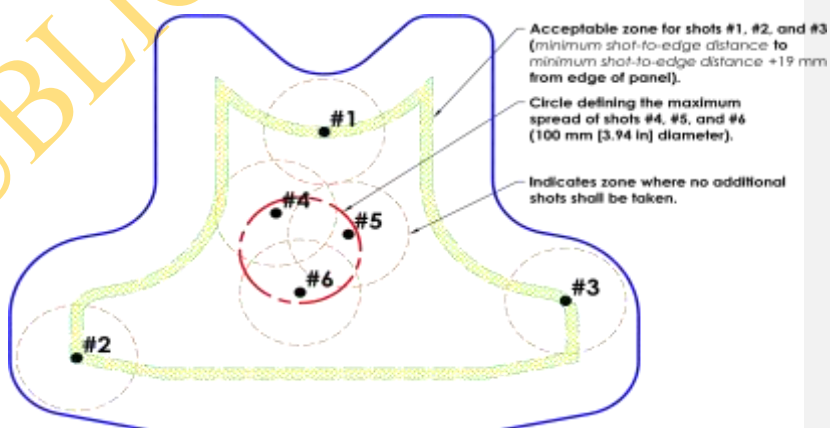 Acceptable zone for shots #1, #2, and #3
(minimum shot-to-edge distance to
minimum shot-to-edge distance +19 mm
from edge of panel).
Circle defining the maximum
spread of shots #4, #5, and #6
(100 mm [3.94 in] diameter).
Indicates zone where no additional
shots shall be taken.
#1
#4
#5
#6
#3
#2